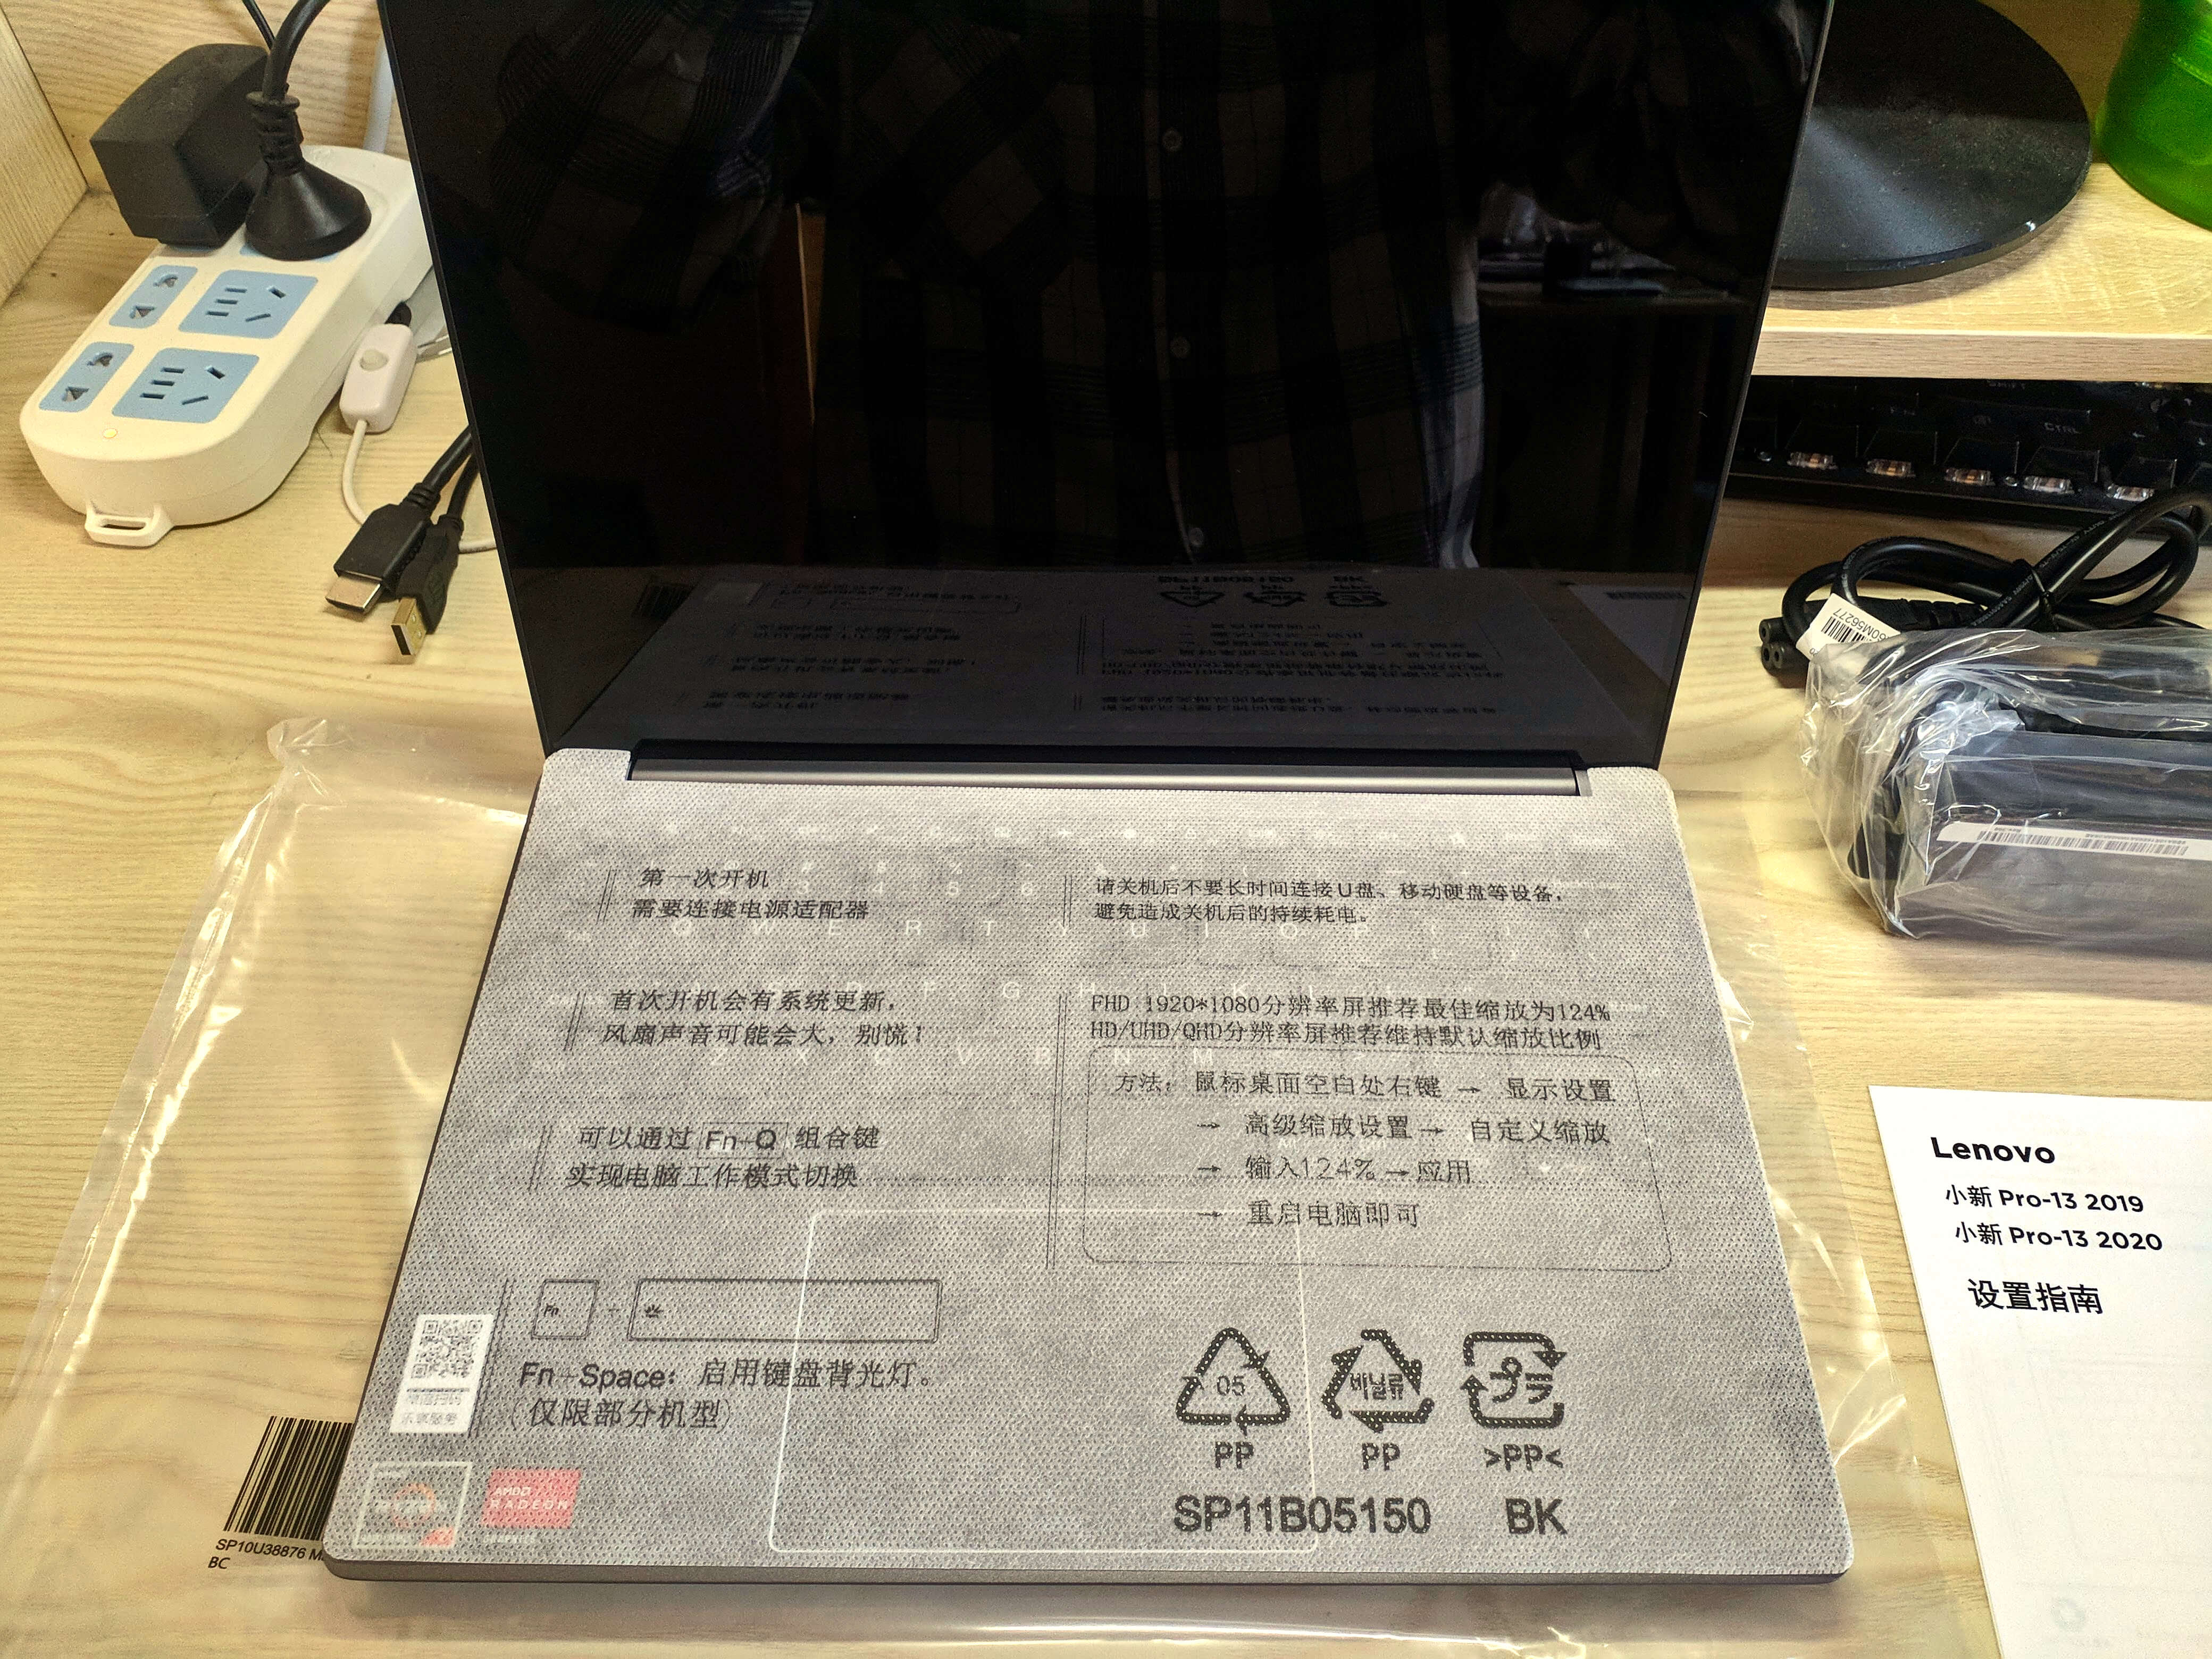 第一次开机
需要连接电源适配器
首次开机会有系统更新，
风扇声音可能会大，别慌！
可以通过 Fn-Q 组合键
实现电脑工作模式切换
Fn
Fn-Space：启用键盘背光灯。
（仅限部分机型）
请关机后不要长时间连接U盘、移动硬盘等设备，
避免造成关机后的持续耗电。
FHD 1920*1080分辨率屏推荐最佳缩放为124%
HD/UHD/QHD分辨率屏推荐维持默认缩放比例
方法：鼠标桌面空白处右键 → 显示设置
→ 高级缩放设置 → 自定义缩放
→ 输入124% → 应用
→ 重启电脑即可
05
비닐류
プラ
PP
PP
>PP<
SP11B05150 BK
AMD
RADEON
SP10U38876
BC
Lenovo
小新 Pro-13 2019
小新 Pro-13 2020
设置指南
CTRL